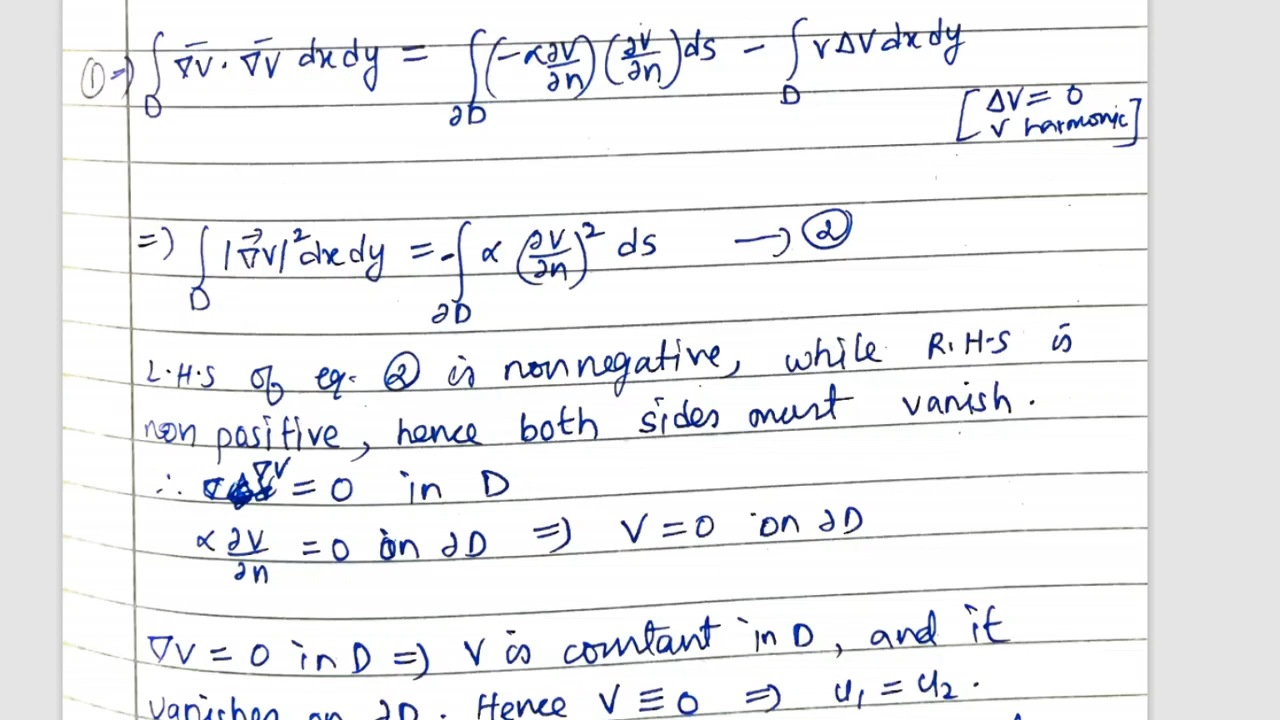 ① ⇒ ∫_D ∇̄v · ∇̄v dx dy = ∫_∂D (-α ∂v/∂n) (∂v/∂n) ds - ∫_D v Δv dx dy
[Δv = 0
v harmonic]
⇒ ∫_D |∇⃗v|² dx dy = - ∫_∂D α (∂v/∂n)² ds → ②
L.H.S of eq. ② is nonnegative, while R.H.S is
non positive, hence both sides must vanish.
∴ ∇v = 0 in D
α ∂v/∂n = 0 on ∂D ⇒ v = 0 on ∂D
∇v = 0 in D ⇒ v is constant in D, and it
vanishes on ∂D. Hence v ≡ 0 ⇒ u₁ = u₂.